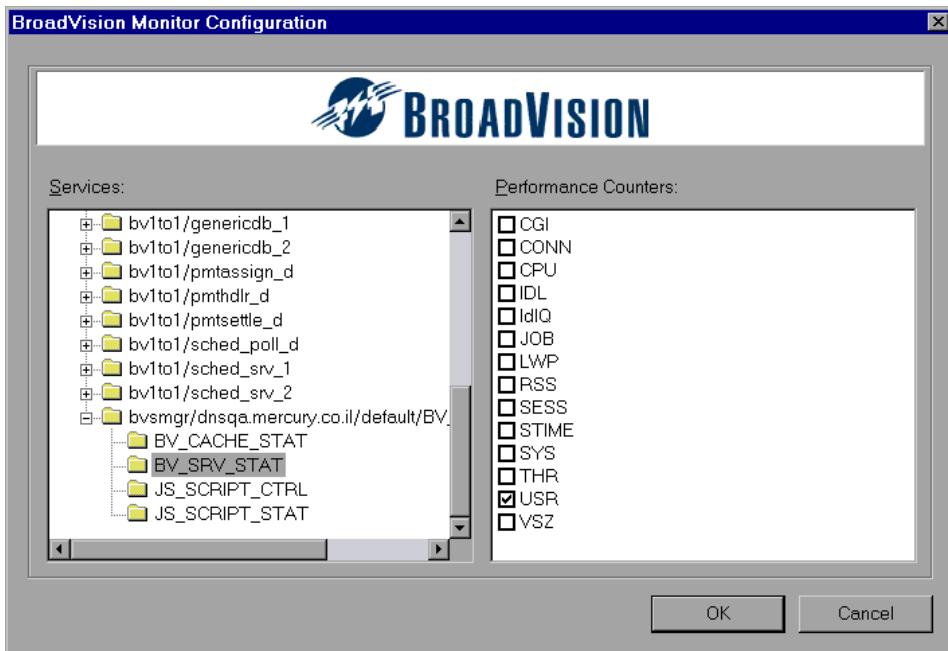 BroadVision Monitor Configuration
BROADVISION
Services:
bv1to1/genericdb_1
bv1to1/genericdb_2
bv1to1/pmtassign_d
bv1to1/pmthdlr_d
bv1to1/pmtsettle_d
bv1to1/sched_poll_d
bv1to1/sched_srv_1
bv1to1/sched_srv_2
bvsmgr/dnsqa.mercury.co.il/default/BV_
BV_CACHE_STAT
BV_SRV_STAT
JS_SCRIPT_CTRL
JS_SCRIPT_STAT
Performance Counters:
CGI
CONN
CPU
IDL
IdlQ
JOB
LWP
RSS
SESS
STIME
SYS
THR
USR
VSZ
OK
Cancel